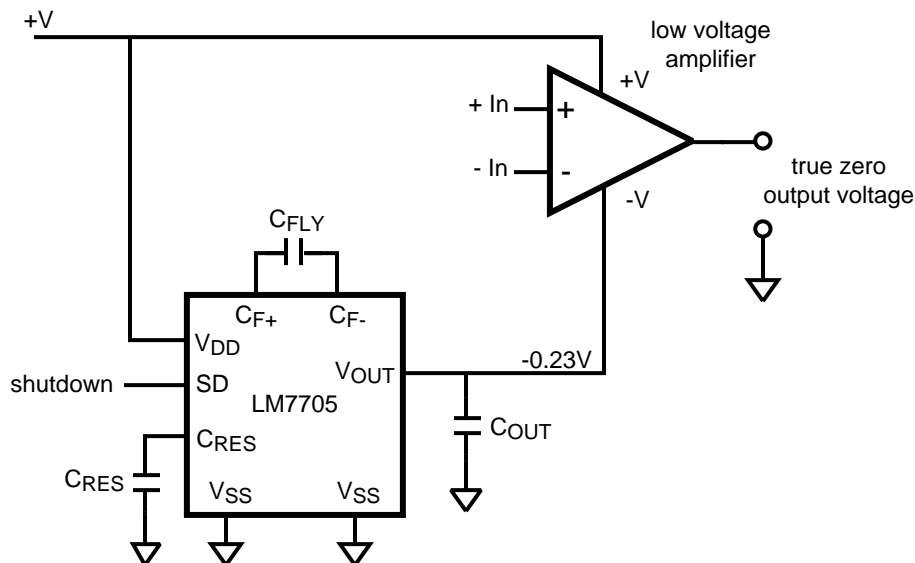 +V
low voltage
amplifier
+V
+ In
+
- In
-
-V
true zero
output voltage
CFLY
CF+
CF-
VDD
shutdown
SD
VOUT
-0.23V
LM7705
CRES
CRES
COUT
VSS
VSS